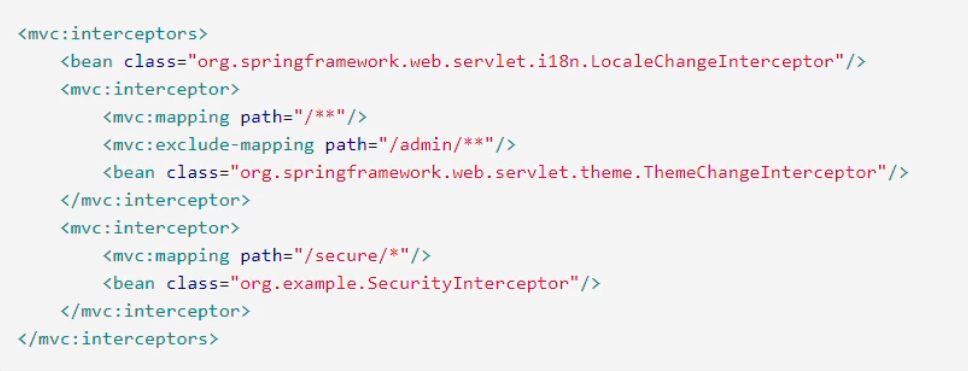 <mvc:interceptors>
    <bean class="org.springframework.web.servlet.i18n.LocaleChangeInterceptor"/>
    <mvc:interceptor>
        <mvc:mapping path="/**"/>
        <mvc:exclude-mapping path="/admin/**"/>
        <bean class="org.springframework.web.servlet.theme.ThemeChangeInterceptor"/>
    </mvc:interceptor>
    <mvc:interceptor>
        <mvc:mapping path="/secure/*"/>
        <bean class="org.example.SecurityInterceptor"/>
    </mvc:interceptor>
</mvc:interceptors>